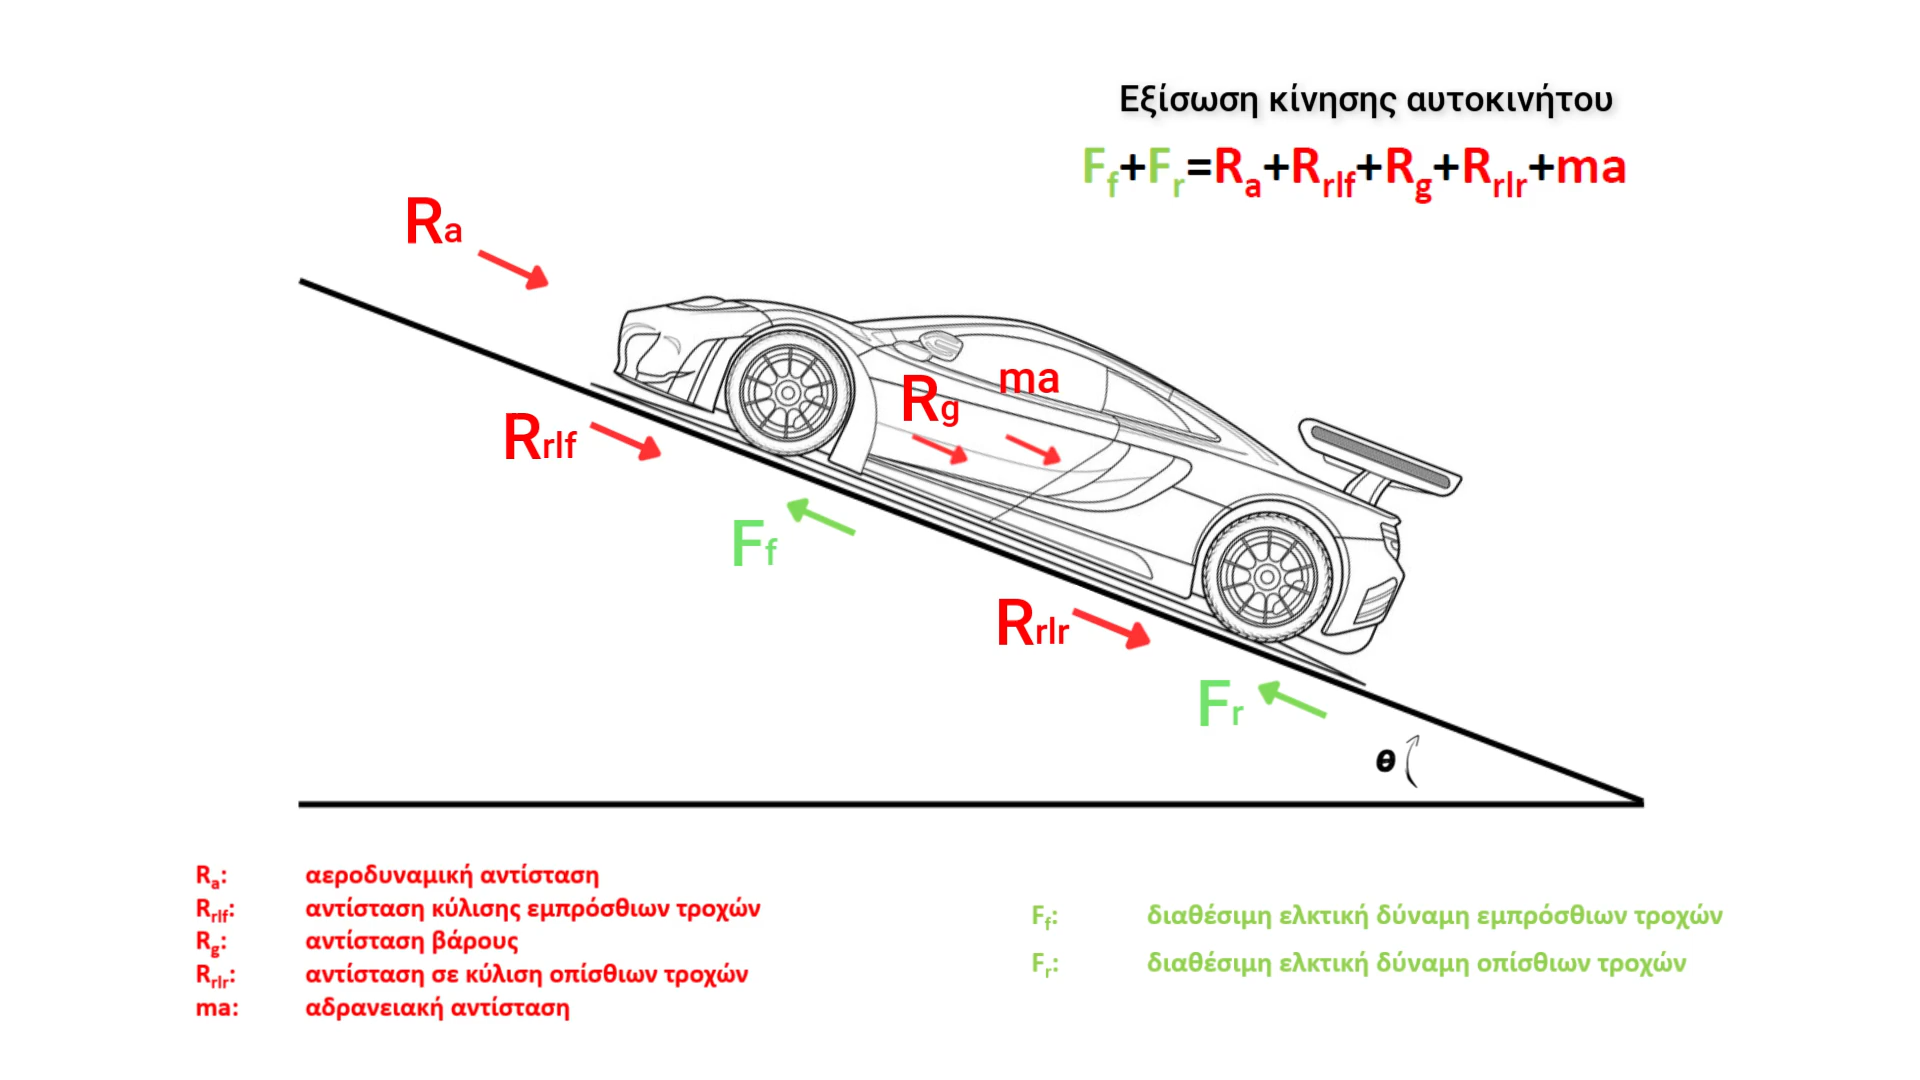 Εξίσωση κίνησης αυτοκινήτου
Ff+Fr=Ra+Rrlf+Rg+Rrlr+ma
Ra
ma
Rg
Rrlf
Ff
Rrlr
Fr
θ
Ra: αεροδυναμική αντίσταση
Rrlf: αντίσταση κύλισης εμπρόσθιων τροχών
Rg: αντίσταση βάρους
Rrlr: αντίσταση σε κύλιση οπίσθιων τροχών
ma: αδρανειακή αντίσταση
Ff: διαθέσιμη ελκτική δύναμη εμπρόσθιων τροχών
Fr: διαθέσιμη ελκτική δύναμη οπίσθιων τροχών